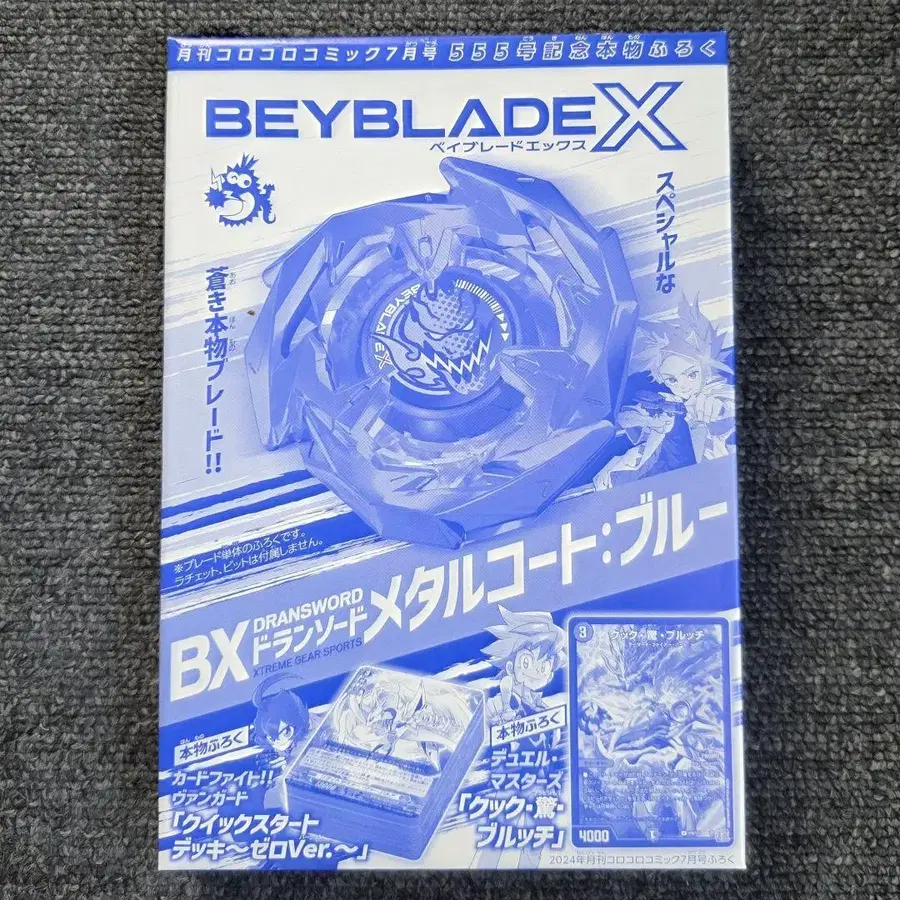 月刊コロコロコミック7月号 555号記念本物ふろく
BEYBLADE X
ベイブレードエックス
スペシャルな
蒼き本物ブレード!!
BEYBLADE X
※ブレード単体のふろくです。
ラチェット、ビットは付属しません。
BX
DRANSWORD
ドランソード
XTREME GEAR SPORTS
メタルコート:ブルー
本物ふろく
カードファイト!!
ヴァンガード
「クイックスタート
デッキ〜ゼロVer.〜」
本物ふろく
デュエル・
マスターズ
「クック・驚・
ブルッチ」
3
クック・驚・ブルッチ
4000
2024年月刊コロコロコミック7月号ふろく